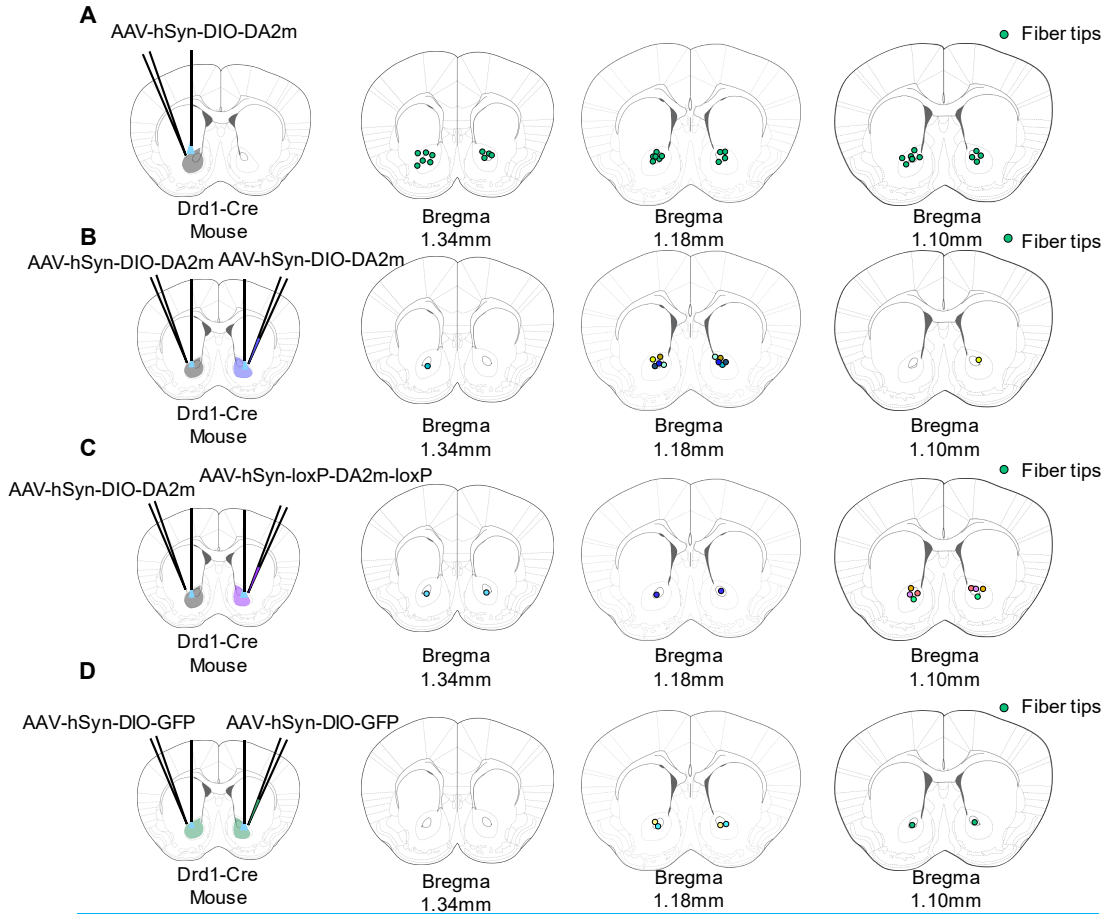 A
AAV-hSyn-DIO-DA2m
Fiber tips
Drd1-Cre
Mouse
Bregma
1.34mm
Bregma
1.18mm
Bregma
1.10mm
B
AAV-hSyn-DIO-DA2m
AAV-hSyn-DIO-DA2m
Fiber tips
Drd1-Cre
Mouse
Bregma
1.34mm
Bregma
1.18mm
Bregma
1.10mm
C
AAV-hSyn-DIO-DA2m
AAV-hSyn-loxP-DA2m-loxP
Fiber tips
Drd1-Cre
Mouse
Bregma
1.34mm
Bregma
1.18mm
Bregma
1.10mm
D
AAV-hSyn-DIO-GFP
AAV-hSyn-DIO-GFP
Fiber tips
Drd1-Cre
Mouse
Bregma
1.34mm
Bregma
1.18mm
Bregma
1.10mm